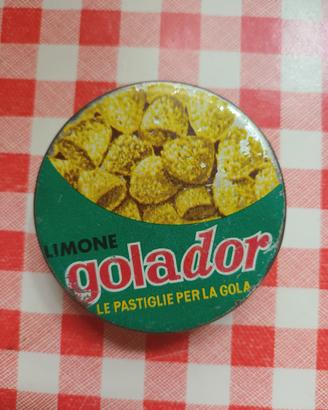 LIMONE
golador
LE PASTIGLIE PER LA GOLA